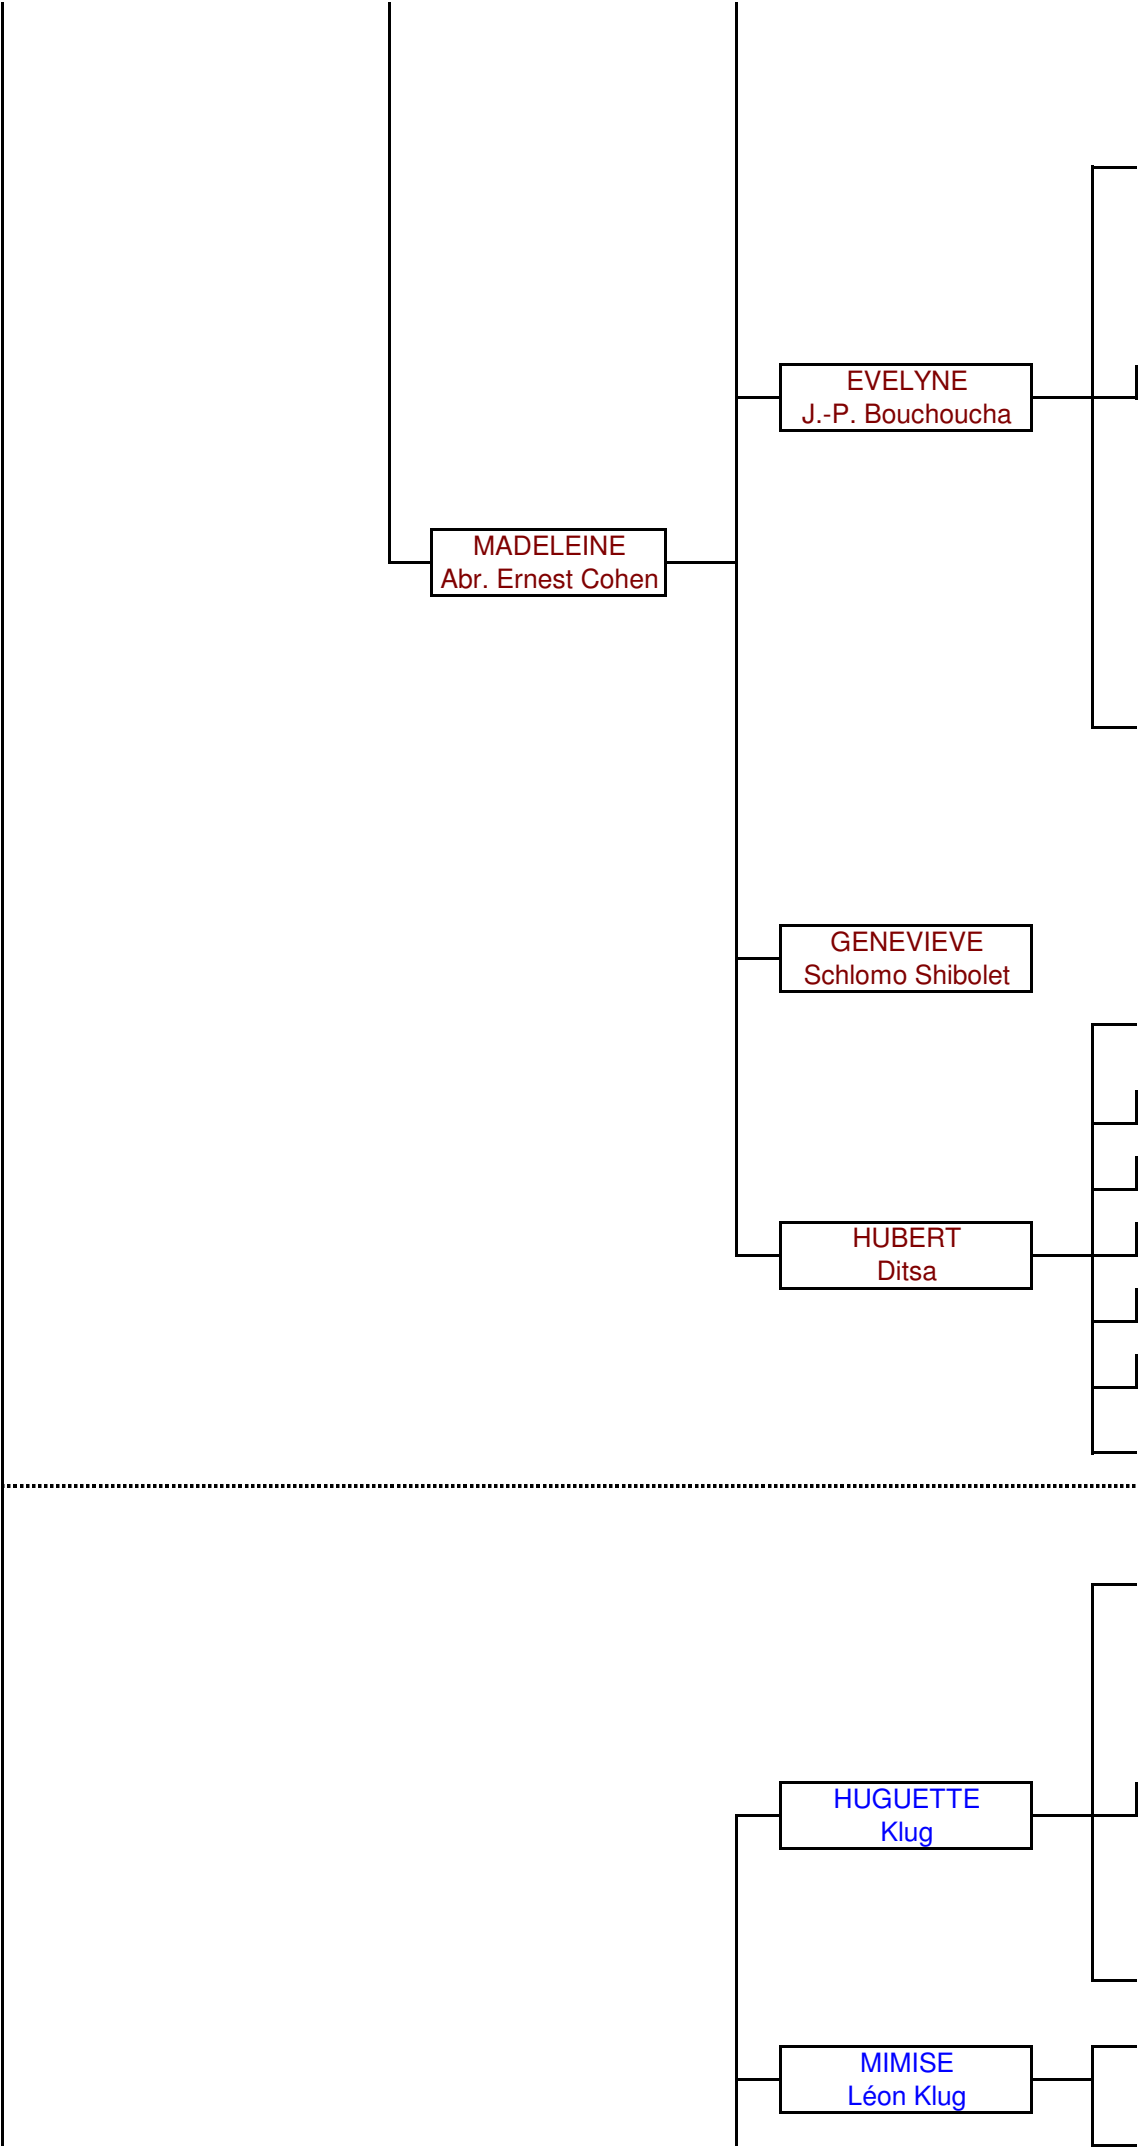 EVELYNE
J.-P. Bouchoucha
MADELEINE
Abr. Ernest Cohen
GENEVIEVE
Schlomo Shibolet
HUBERT
Ditsa
HUGUETTE
Klug
MIMISE
Léon Klug